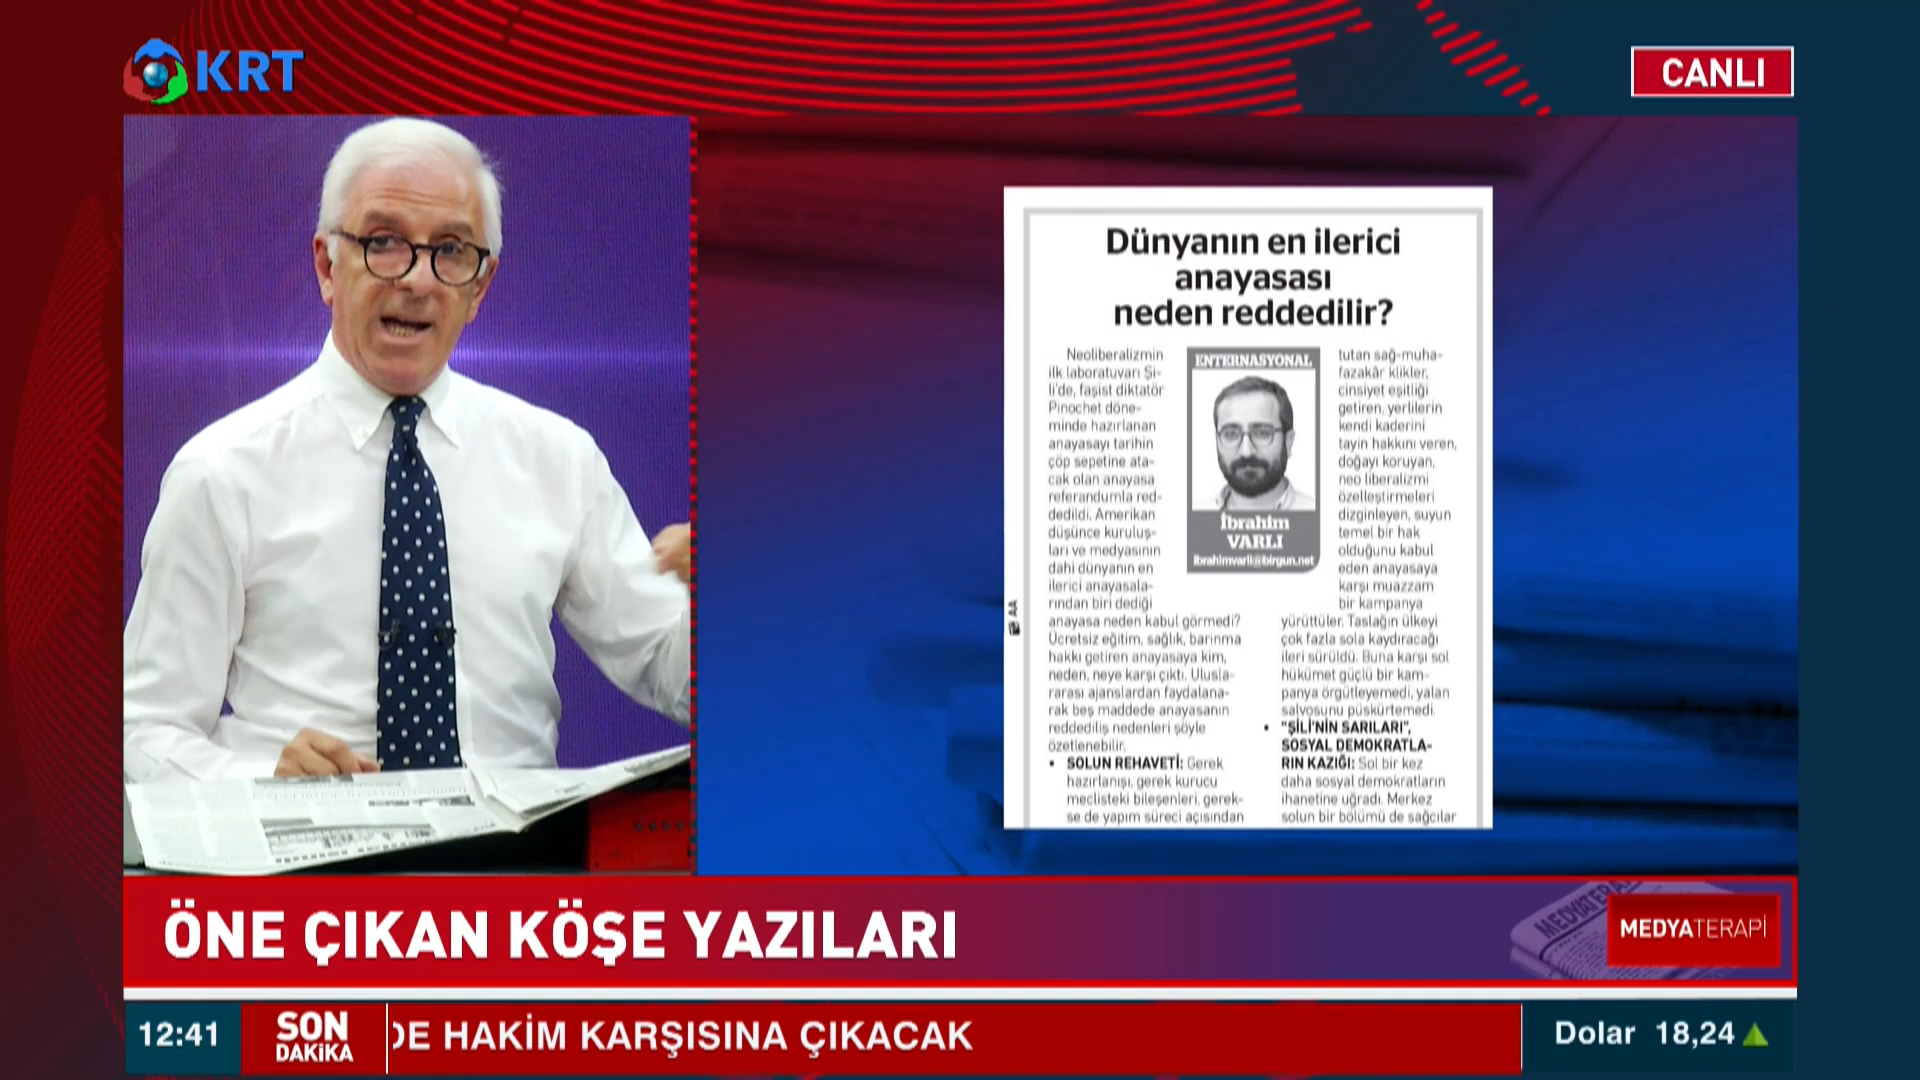 KRT
CANLI
Dünyanın en ilerici
anayasası
neden reddedilir?
Neoliberalizmin
ilk laboratuvarı Şi-
li'de, faşist diktatör
Pinochet döne-
minde hazırlanan
anayasayı tarihin
çöp sepetine ata-
cak olan anayasa
referandumla red-
dedildi. Amerikan
düşünce kuruluş-
ları ve medyasının
dahi dünyanın en
ilerici anayasala-
rından biri dediği
anayasa neden kabul görmedi?
Ücretsiz eğitim, sağlık, barınma
hakkı getiren anayasaya kim,
neden, neye karşı çıktı. Ulusla-
rarası ajanslardan faydalana-
rak beş maddede anayasanın
reddediliş nedenleri şöyle
özetlenebilir.
• SOLUN REHAVETİ: Gerek
hazırlanışı, gerek kurucu
meclisteki bileşenleri, gerek-
se de yapım süreci açısından
ENTERNASYONAL
İbrahim
VARLI
ibrahimvarli@birgun.net
tutan sağ-muha-
fazakâr klikler,
cinsiyet eşitliği
getiren, yerlilerin
kendi kaderini
tayin hakkını veren,
doğayı koruyan,
neo liberalizmi
özelleştirmeleri
dizginleyen, suyun
temel bir hak
olduğunu kabul
eden anayasaya
karşı muazzam
bir kampanya
yürüttüler. Taslağın ülkeyi
çok fazla sola kaydıracağı
ileri sürüldü. Buna karşı sol
hükümet güçlü bir kam-
panya örgütleyemedi, yalan
salvosunu püskürtemedi.
• "ŞİLİ'NİN SARILARI",
SOSYAL DEMOKRATLA-
RIN KAZIĞI: Sol bir kez
daha sosyal demokratların
ihanetine uğradı. Merkez
solun bir bölümü de sağcılar
AA
ÖNE ÇIKAN KÖŞE YAZILARI
MEDYATERAPİ
MEDYATERAPİ
12:41
SON
DAKİKA
DE HAKİM KARŞISINA ÇIKACAK
Dolar 18,24